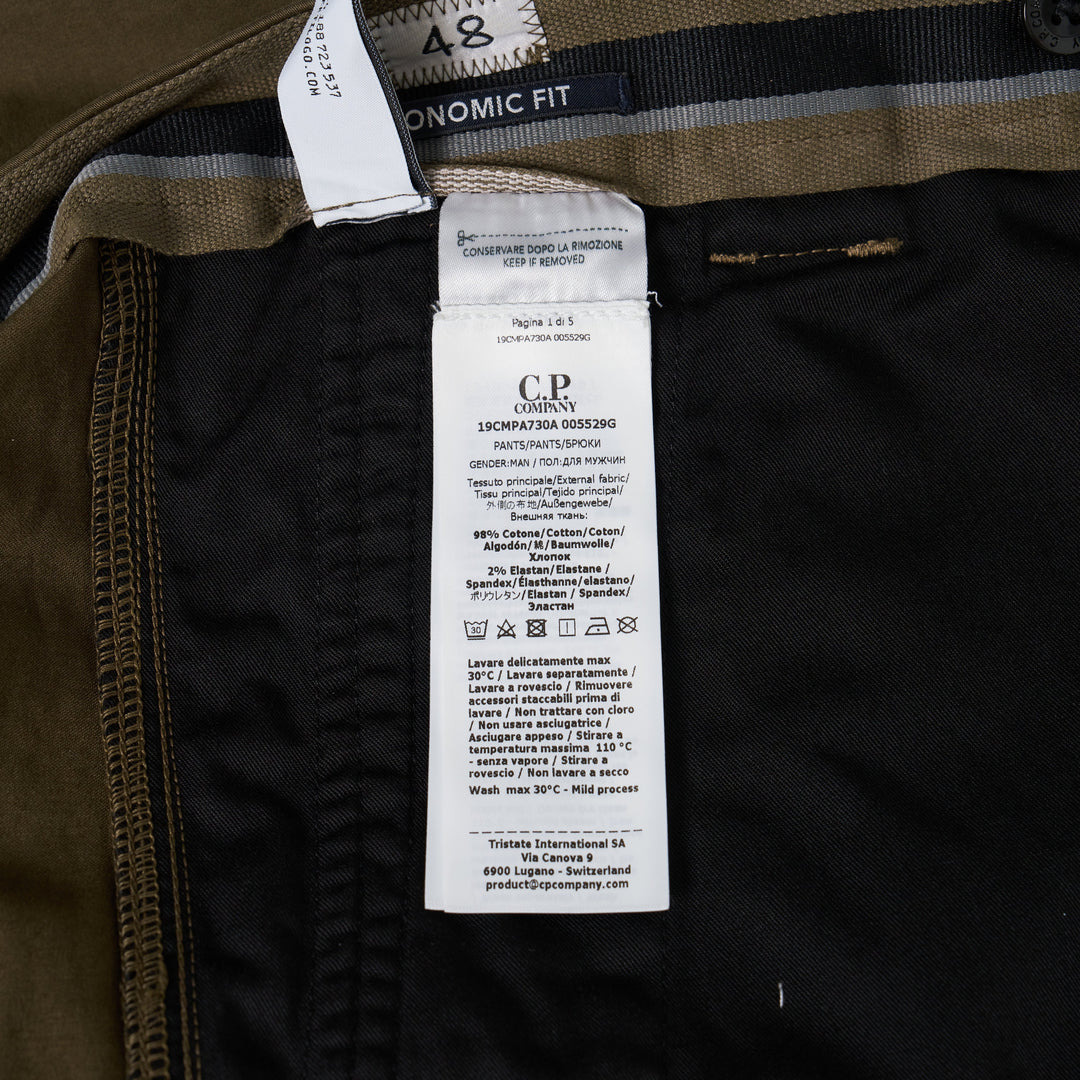 48
ONOMIC FIT
188 723 537
LOGO.COM
CONSERVARE DOPO LA RIMOZIONE
KEEP IF REMOVED
Pagina 1 di 5
19CMPA730A 005529G
C.P.
COMPANY
19CMPA730A 005529G
PANTS/PANTS/БРЮКИ
GENDER:MAN / ПОЛ:ДЛЯ МУЖЧИН
Tessuto principale/External fabric/
Tissu principal/Tejido principal/
外側の布地/Außengewebe/
Внешняя ткань:
98% Cotone/Cotton/Coton/
Algodón/綿/Baumwolle/
Хлопок
2% Elastan/Elastane /
Spandex/Élasthanne/elastano/
ポリウレタン/Elastan / Spandex/
Эластан
30
Lavare delicatamente max
30°C / Lavare separatamente /
Lavare a rovescio / Rimuovere
accessori staccabili prima di
lavare / Non trattare con cloro
/ Non usare asciugatrice /
Asciugare appeso / Stirare a
temperatura massima 110 °C
- senza vapore / Stirare a
rovescio / Non lavare a secco
Wash max 30°C - Mild process
Tristate International SA
Via Canova 9
6900 Lugano - Switzerland
product@cpcompany.com